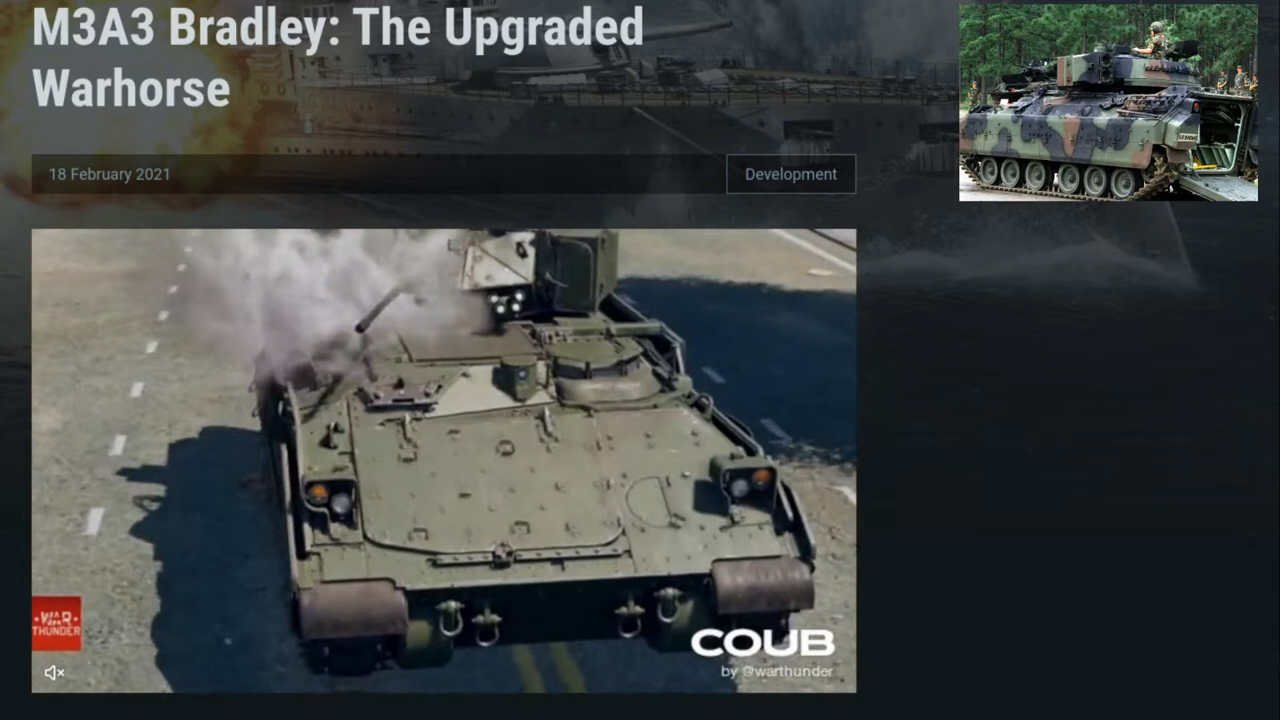 M3A3 Bradley: The Upgraded
Warhorse
18 February 2021
Development
WAR
THUNDER
COUB
by @warthunder